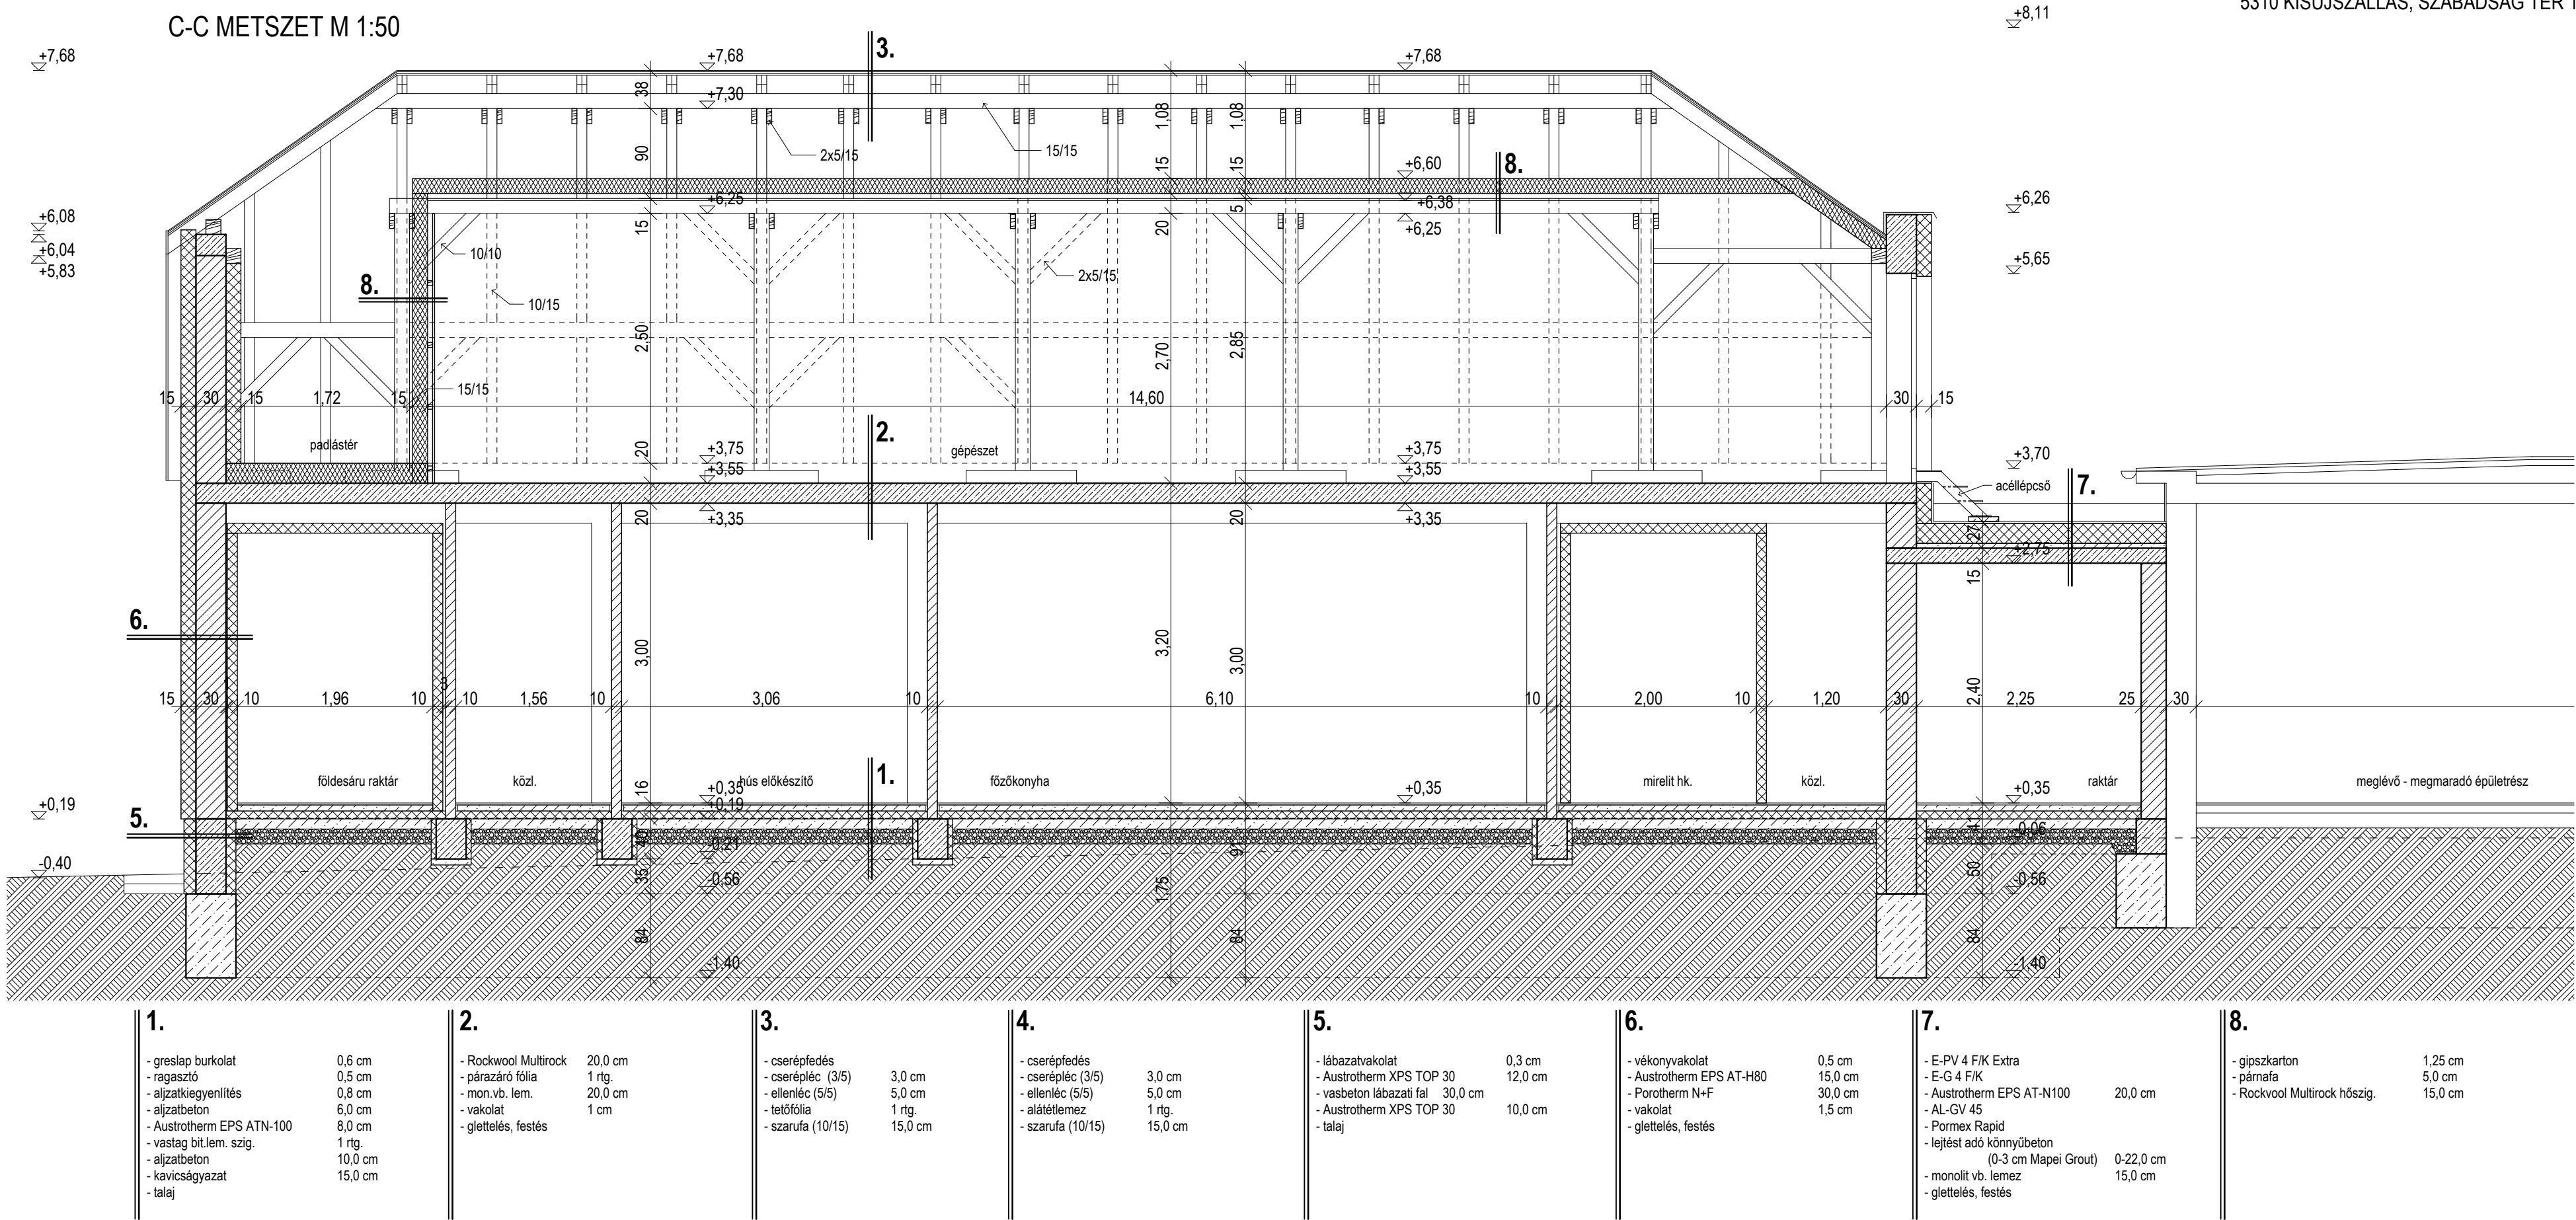 C-C METSZET M 1:50
+8,11
+7,68
3.
+7,68
+7,68
38
+7,30
1,08
1,08
90
2x5/15
15/15
15
15
+6,60
8.
+6,25
5
+6,38
+6,26
+6,08
15
20
+6,25
+6,04
+5,83
10/10
+5,65
8.
2x5/15
10/15
2,50
2,70
2,85
15/15
15
30
15
1,72
15
14,60
30
15
padlástér
20
2.
gépészet
+3,75
+3,75
+3,70
+3,55
+3,55
acéllépcső
7.
+3,35
20
20
+3,35
27
+2,75
15
6.
3,00
3,20
3,00
2,40
15
30
10
1,96
10
3
10
1,56
10
3,06
10
6,10
10
2,00
10
1,20
30
2,25
25
30
földesáru raktár
közl.
hús előkészítő
1.
főzőkonyha
mirelit hk.
közl.
raktár
meglévő - megmaradó épületrész
16
+0,35
+0,35
+0,35
+0,19
+0,19
5.
40
-0,21
91
41
-0,06
-0,40
35
-0,56
175
50
-0,56
84
84
84
-1,40
-1,40
1.
- greslap burkolat 0,6 cm
- ragasztó 0,5 cm
- aljzatkiegyenlítés 0,8 cm
- aljzatbeton 6,0 cm
- Austrotherm EPS ATN-100 8,0 cm
- vastag bit.lem. szig. 1 rtg.
- aljzatbeton 10,0 cm
- kavicságyazat 15,0 cm
- talaj
2.
- Rockwool Multirock 20,0 cm
- párazáró fólia 1 rtg.
- mon.vb. lem. 20,0 cm
- vakolat 1 cm
- glettelés, festés
3.
- cserépfedés
- cserépléc (3/5) 3,0 cm
- ellenléc (5/5) 5,0 cm
- tetőfólia 1 rtg.
- szarufa (10/15) 15,0 cm
4.
- cserépfedés
- cserépléc (3/5) 3,0 cm
- ellenléc (5/5) 5,0 cm
- alátétlemez 1 rtg.
- szarufa (10/15) 15,0 cm
5.
- lábazatvakolat 0,3 cm
- Austrotherm XPS TOP 30 12,0 cm
- vasbeton lábazati fal 30,0 cm
- Austrotherm XPS TOP 30 10,0 cm
- talaj
6.
- vékonyvakolat 0,5 cm
- Austrotherm EPS AT-H80 15,0 cm
- Porotherm N+F 30,0 cm
- vakolat 1,5 cm
- glettelés, festés
7.
- E-PV 4 F/K Extra
- E-G 4 F/K
- Austrotherm EPS AT-N100 20,0 cm
- AL-GV 45
- Pormex Rapid
- lejtést adó könnyűbeton
(0-3 cm Mapei Grout) 0-22,0 cm
- monolit vb. lemez 15,0 cm
- glettelés, festés
8.
- gipszkarton 1,25 cm
- párnafa 5,0 cm
- Rockvool Multirock hőszig. 15,0 cm